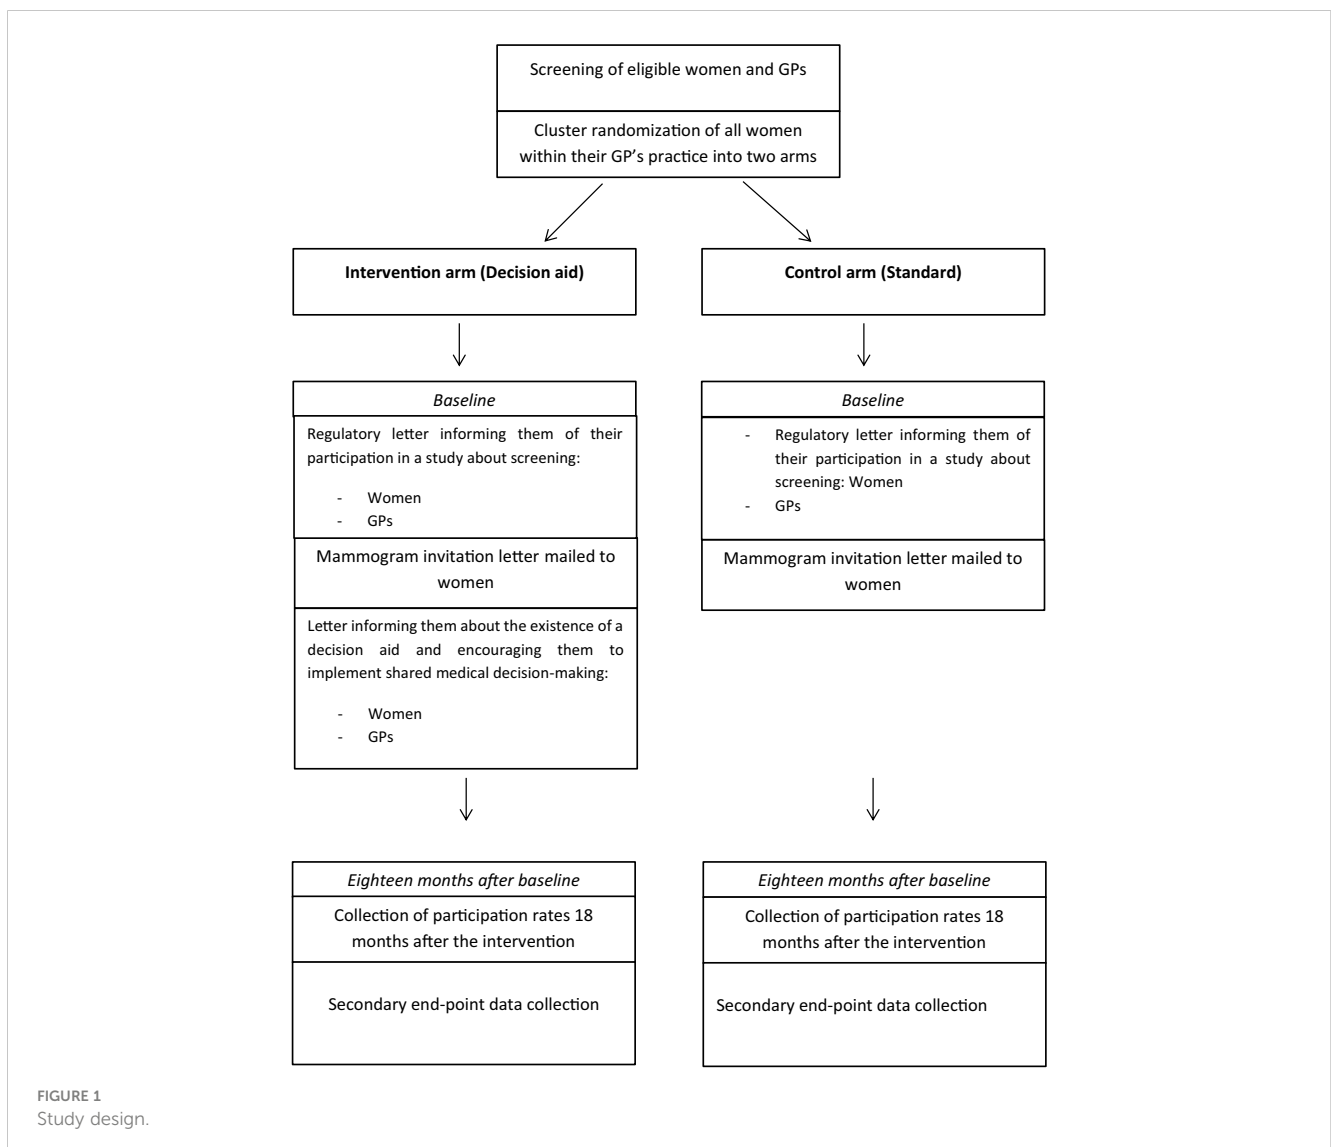 Screening of eligible women and GPs
Cluster randomization of all women
within their GP's practice into two arms
Intervention arm (Decision aid)
Control arm (Standard)
Baseline
Regulatory letter informing them of their
participation in a study about screening:
- Women
- GPs
Mammogram invitation letter mailed to
women
Letter informing them about the existence of a
decision aid and encouraging them to
implement shared medical decision-making:
- Women
- GPs
Baseline
- Regulatory letter informing them of
their participation in a study about
screening: Women
- GPs
Mammogram invitation letter mailed to
women
Eighteen months after baseline
Collection of participation rates 18
months after the intervention
Secondary end-point data collection
Eighteen months after baseline
Collection of participation rates 18
months after the intervention
Secondary end-point data collection
FIGURE 1
Study design.